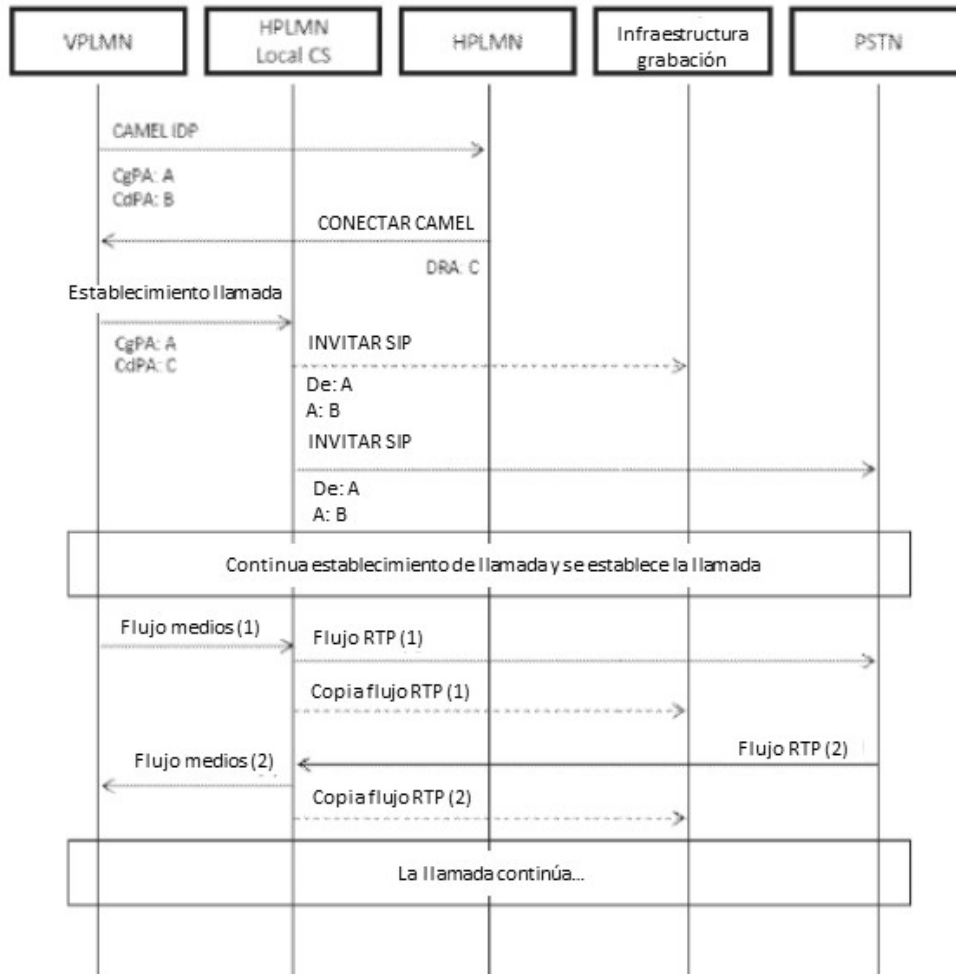 VPLMN
HPLMN
Local CS
HPLMN
Infraestructura
grabación
PSTN
CAMEL IDP
CgPA: A
CdPA: B
CONECTAR CAMEL
DRA: C
Establecimiento llamada
CgPA: A
CdPA: C
INVITAR SIP
De: A
A: B
INVITAR SIP
De: A
A: B
Continua establecimiento de llamada y se establece la llamada
Flujo medios (1)
Flujo RTP (1)
Copia flujo RTP (1)
Flujo RTP (2)
Flujo medios (2)
Copia flujo RTP (2)
La llamada continúa...